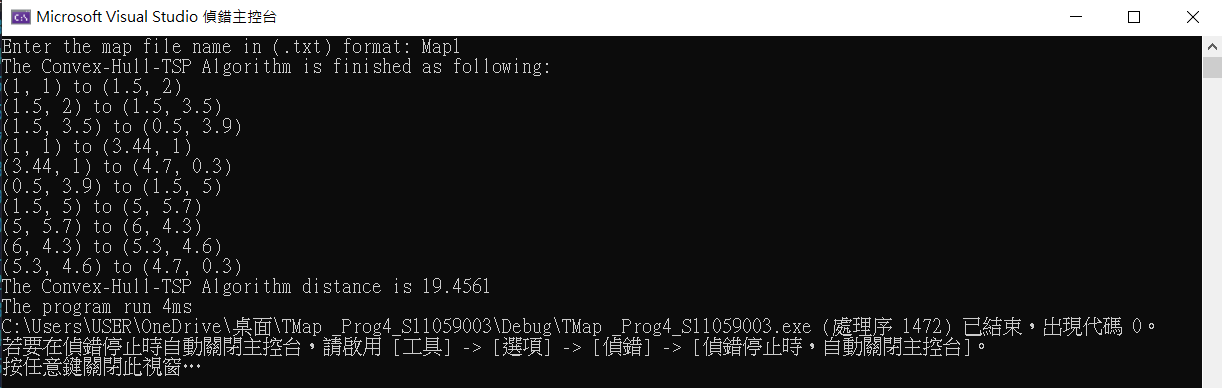 Microsoft Visual Studio 偵錯主控台
Enter the map file name in (.txt) format: Map1
The Convex-Hull-TSP Algorithm is finished as following:
(1, 1) to (1.5, 2)
(1.5, 2) to (1.5, 3.5)
(1.5, 3.5) to (0.5, 3.9)
(1, 1) to (3.44, 1)
(3.44, 1) to (4.7, 0.3)
(0.5, 3.9) to (1.5, 5)
(1.5, 5) to (5, 5.7)
(5, 5.7) to (6, 4.3)
(6, 4.3) to (5.3, 4.6)
(5.3, 4.6) to (4.7, 0.3)
The Convex-Hull-TSP Algorithm distance is 19.4561
The program run 4ms
C:\Users\USER\OneDrive\桌面\TMap _Prog4_S11059003\Debug\TMap _Prog4_S11059003.exe (處理序 1472) 已結束，出現代碼 0。
若要在偵錯停止時自動關閉主控台，請啟用 [工具] -> [選項] -> [偵錯] -> [偵錯停止時，自動關閉主控台]。
按任意鍵關閉此視窗…